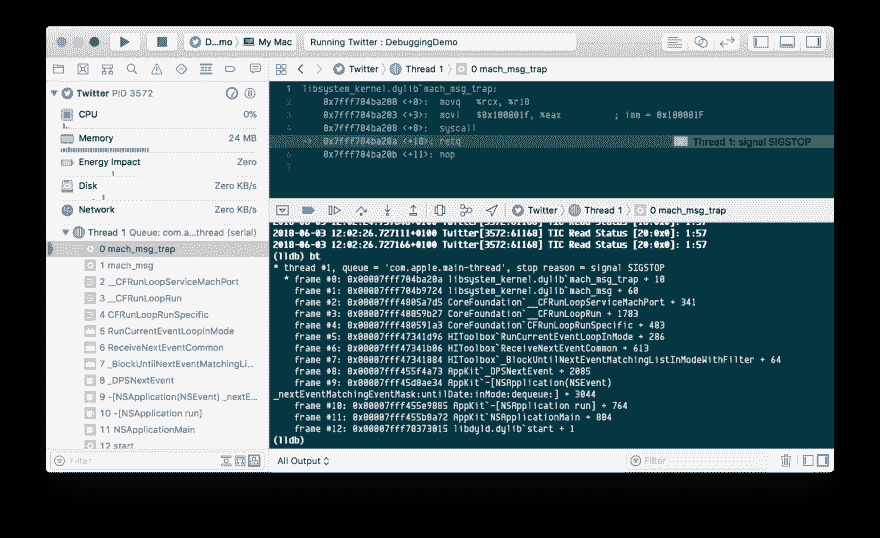 D...mo › My Mac
Running Twitter : DebuggingDemo
Twitter › Thread 1 › 0 mach_msg_trap
Twitter PID 3572
CPU 0%
Memory 24 MB
Energy Impact Zero
Disk Zero KB/s
Network Zero KB/s
Thread 1 Queue: com.a...thread (serial)
0 mach_msg_trap
1 mach_msg
2 __CFRunLoopServiceMachPort
3 __CFRunLoopRun
4 CFRunLoopRunSpecific
5 RunCurrentEventLoopInMode
6 ReceiveNextEventCommon
7 _BlockUntilNextEventMatchingLi...
8 _DPSNextEvent
9 -[NSApplication(NSEvent) _nextE...
10 -[NSApplication run]
11 NSApplicationMain
12 start
Filter
1 libsystem_kernel.dylib`mach_msg_trap:
2 0x7fff704ba200 <+0>: movq %rcx, %r10
3 0x7fff704ba203 <+3>: movl $0x100001f, %eax ; imm = 0x100001F
4 0x7fff704ba208 <+8>: syscall
-> 0x7fff704ba20a <+10>: retq Thread 1: signal SIGSTOP
6 0x7fff704ba20b <+11>: nop
7
Twitter › Thread 1 › 0 mach_msg_trap
2018-06-03 12:02:26.727111+0100 Twitter[3572:61168] TIC Read Status [20:0x0]: 1:57
2018-06-03 12:02:26.727166+0100 Twitter[3572:61168] TIC Read Status [20:0x0]: 1:57
(lldb) bt
* thread #1, queue = 'com.apple.main-thread', stop reason = signal SIGSTOP
* frame #0: 0x00007fff704ba20a libsystem_kernel.dylib`mach_msg_trap + 10
frame #1: 0x00007fff704b9724 libsystem_kernel.dylib`mach_msg + 60
frame #2: 0x00007fff4805a7d5 CoreFoundation`__CFRunLoopServiceMachPort + 341
frame #3: 0x00007fff48059b27 CoreFoundation`__CFRunLoopRun + 1783
frame #4: 0x00007fff480591a3 CoreFoundation`CFRunLoopRunSpecific + 483
frame #5: 0x00007fff47341d96 HIToolbox`RunCurrentEventLoopInMode + 286
frame #6: 0x00007fff47341b06 HIToolbox`ReceiveNextEventCommon + 613
frame #7: 0x00007fff47341884 HIToolbox`_BlockUntilNextEventMatchingListInModeWithFilter + 64
frame #8: 0x00007fff455f4a73 AppKit`_DPSNextEvent + 2085
frame #9: 0x00007fff45d8ae34 AppKit`-[NSApplication(NSEvent)
_nextEventMatchingEventMask:untilDate:inMode:dequeue:] + 3044
frame #10: 0x00007fff455e9885 AppKit`-[NSApplication run] + 764
frame #11: 0x00007fff455b8a72 AppKit`NSApplicationMain + 804
frame #12: 0x00007fff70373015 libdyld.dylib`start + 1
(lldb)
All Output
Filter